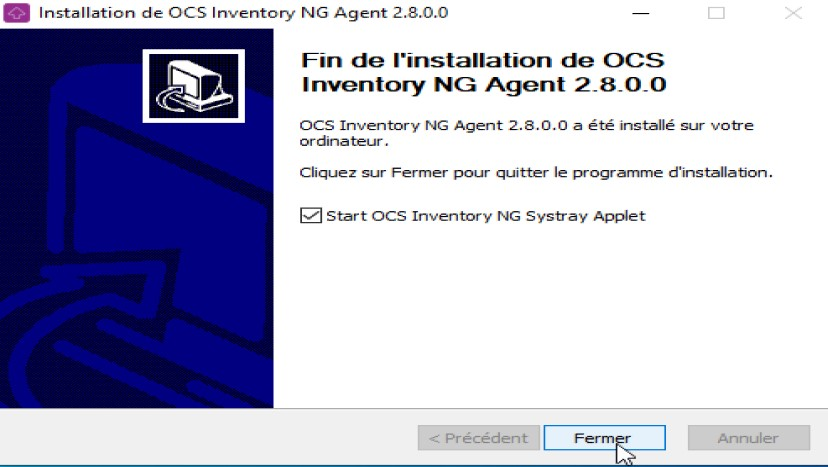 Installation de OCS Inventory NG Agent 2.8.0.0
Fin de l'installation de OCS
Inventory NG Agent 2.8.0.0
OCS Inventory NG Agent 2.8.0.0 a été installé sur votre
ordinateur.
Cliquez sur Fermer pour quitter le programme d'installation.
Start OCS Inventory NG Systray Applet
< Précédent
Fermer
Annuler